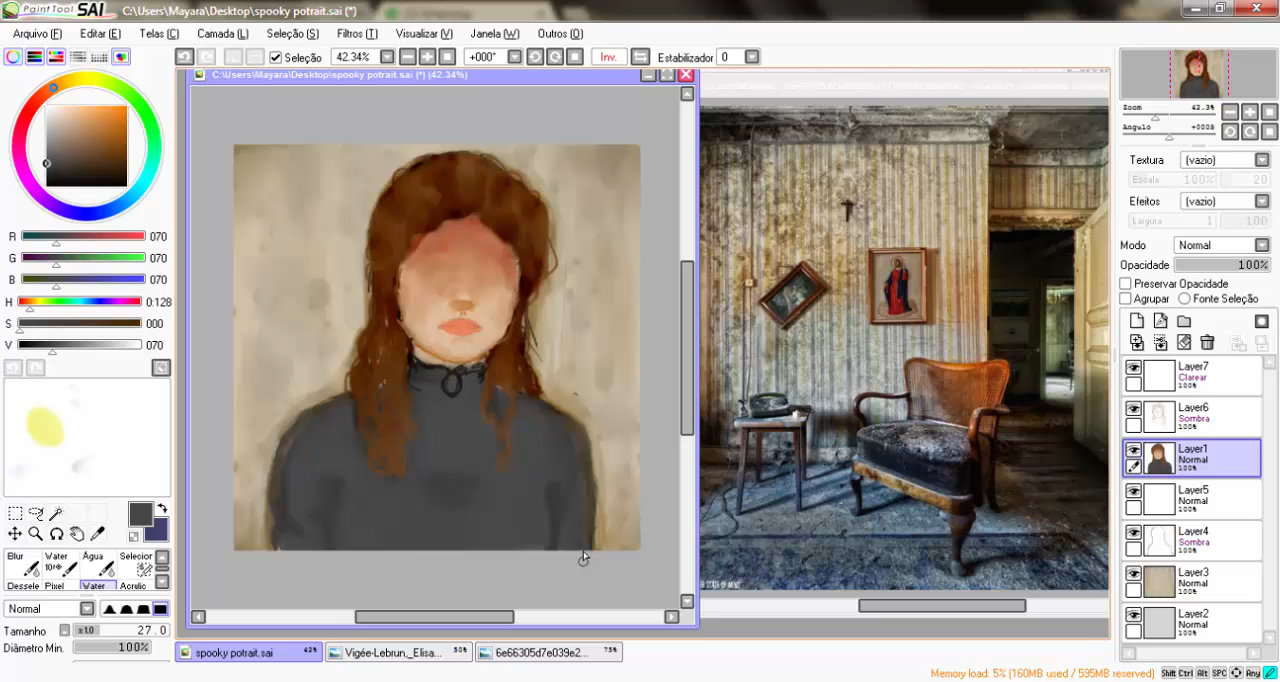 PaintTool SAI C:\Users\Mayara\Desktop\spooky potrait.sai (*)
Arquivo (F) Editar (E) Telas (C) Camada (L) Seleção (S) Filtros (T) Visualizar (V) Janela (W) Outros (O)
Seleção 42.34% +000° Inv. Estabilizador 0
C:\Users\Mayara\Desktop\spooky potrait.sai (*) (42.34%)
Zoom 42.3%
Angulo +000°
Textura (vazio)
Escala 100% 20
Efeitos (vazio)
Largura 1 100
Modo Normal
Opacidade 100%
Preservar Opacidade
Agrupar Fonte Seleção
R 070
G 070
B 070
H 0:128
S 000
V 070
Layer7
Clarear
100%
Layer6
Sombra
100%
Layer1
Normal
100%
Layer5
Normal
100%
Layer4
Sombra
100%
Layer3
Normal
100%
Layer2
Normal
100%
Blur Water Água Selecior
Dessele Pixel Water Acrelic
Normal
Tamanho x1.0 27.0
Diâmetro Min. 100%
spooky potrait.sai 42% Vigée-Lebrun,_Elisa... 50% 6e66305d7e039e2... 75%
Memory load: 5% (160MB used / 595MB reserved) Shift Ctrl Alt SPC Any